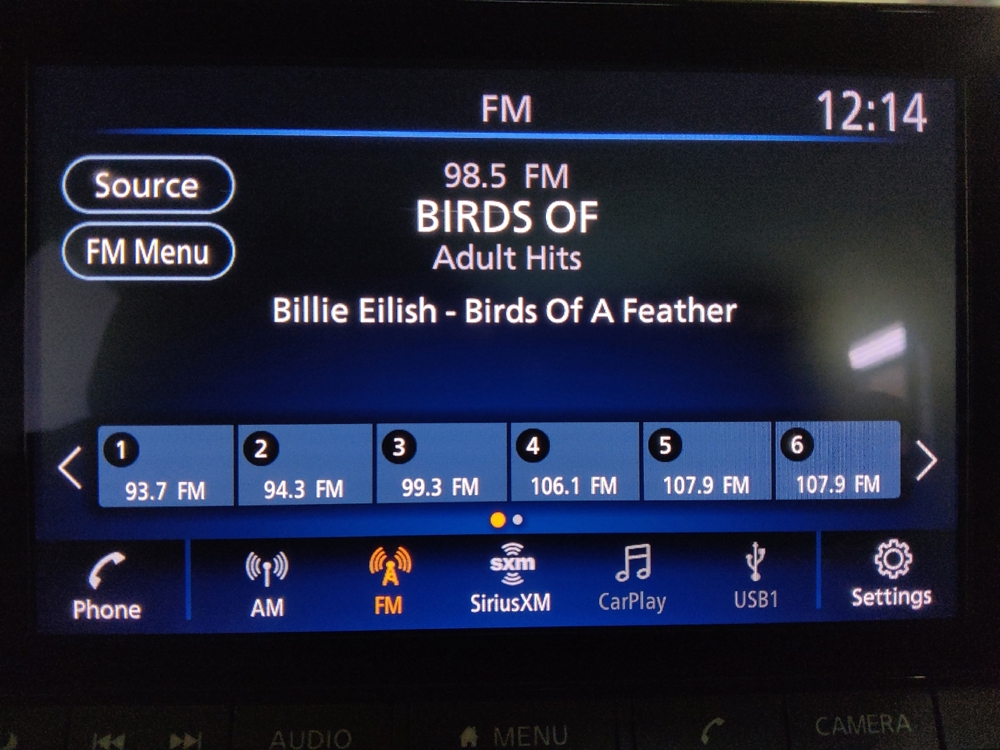 FM 12:14
Source
98.5 FM
BIRDS OF
FM Menu
Adult Hits
Billie Eilish - Birds Of A Feather
1 2 3 4 5 6
93.7 FM 94.3 FM 99.3 FM 106.1 FM 107.9 FM 107.9 FM
sxm
Phone AM FM SiriusXM CarPlay USB1 Settings
AUDIO MENU CAMERA